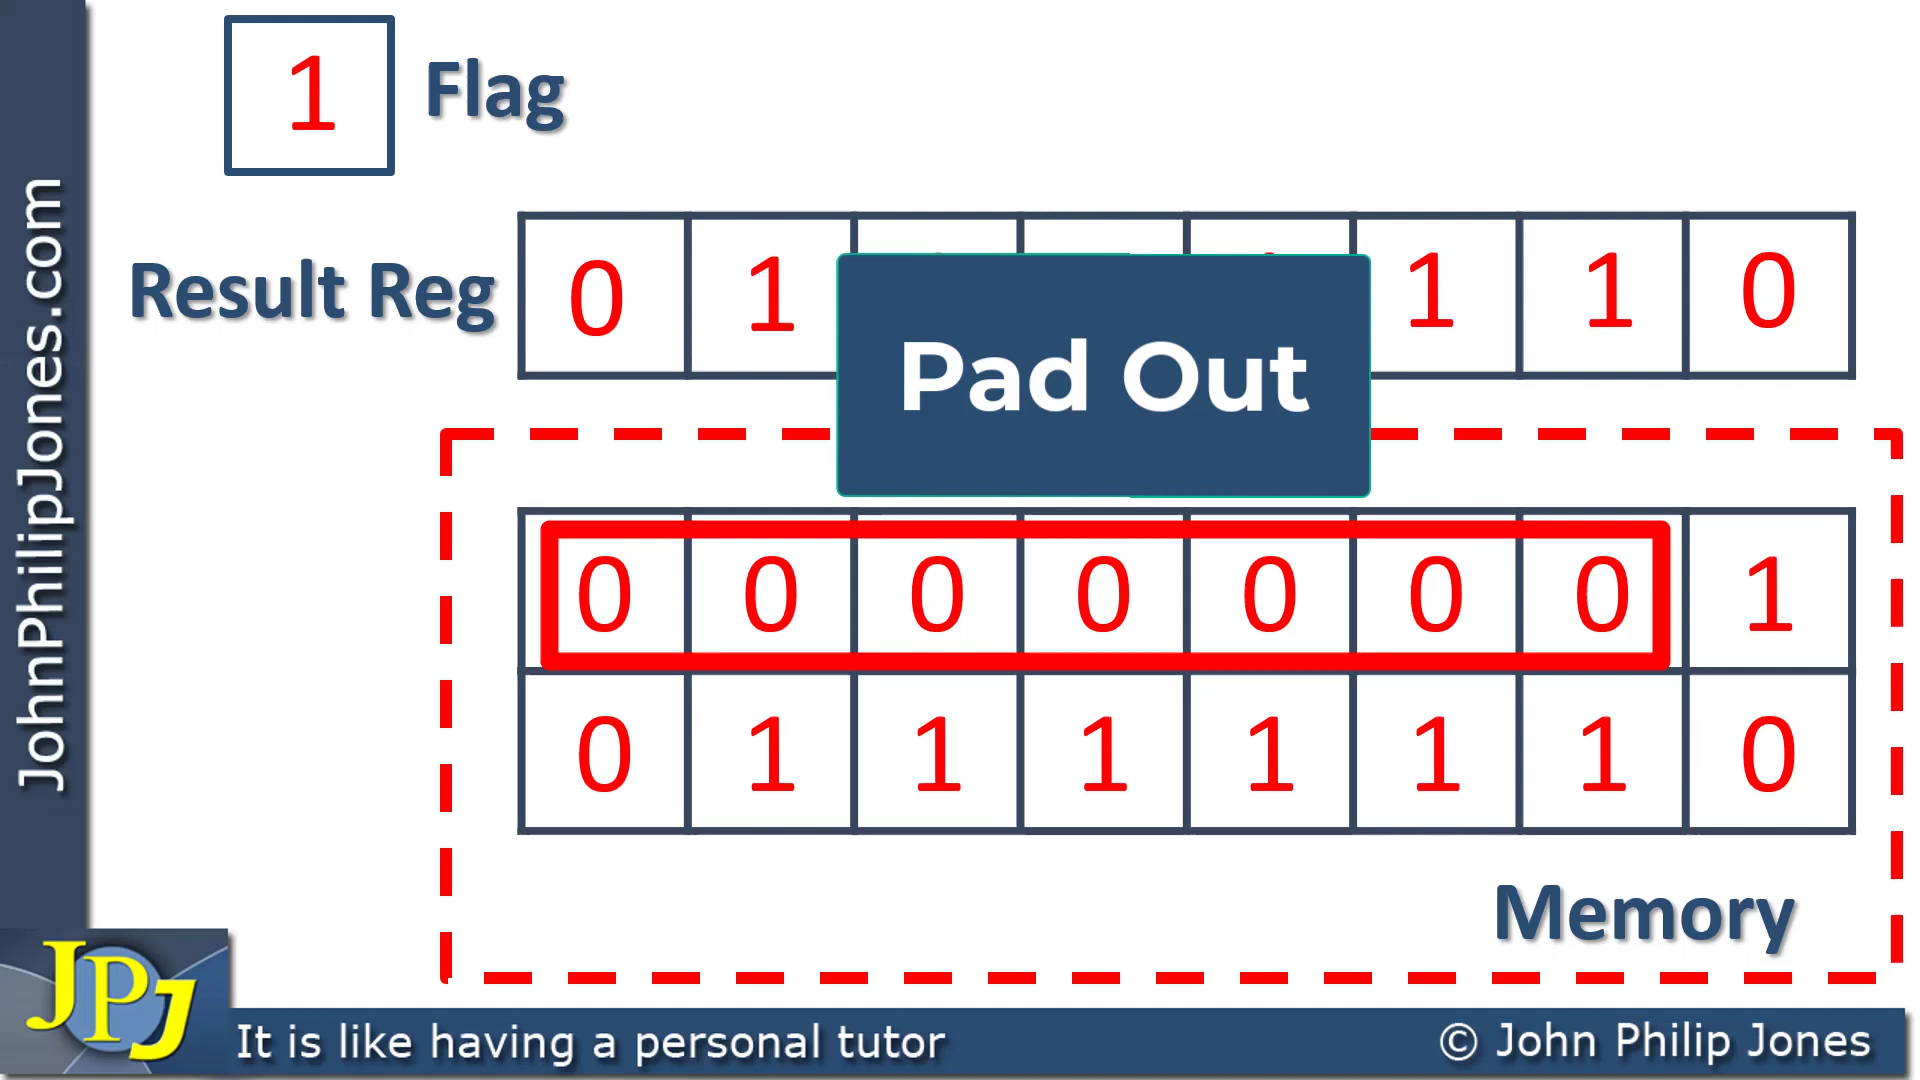 1 Flag
Result Reg 0 1 1 1 0
Pad Out
0 0 0 0 0 0 0 1
0 1 1 1 1 1 1 0
Memory
JohnPhilipJones.com
JPJ
It is like having a personal tutor
© John Philip Jones